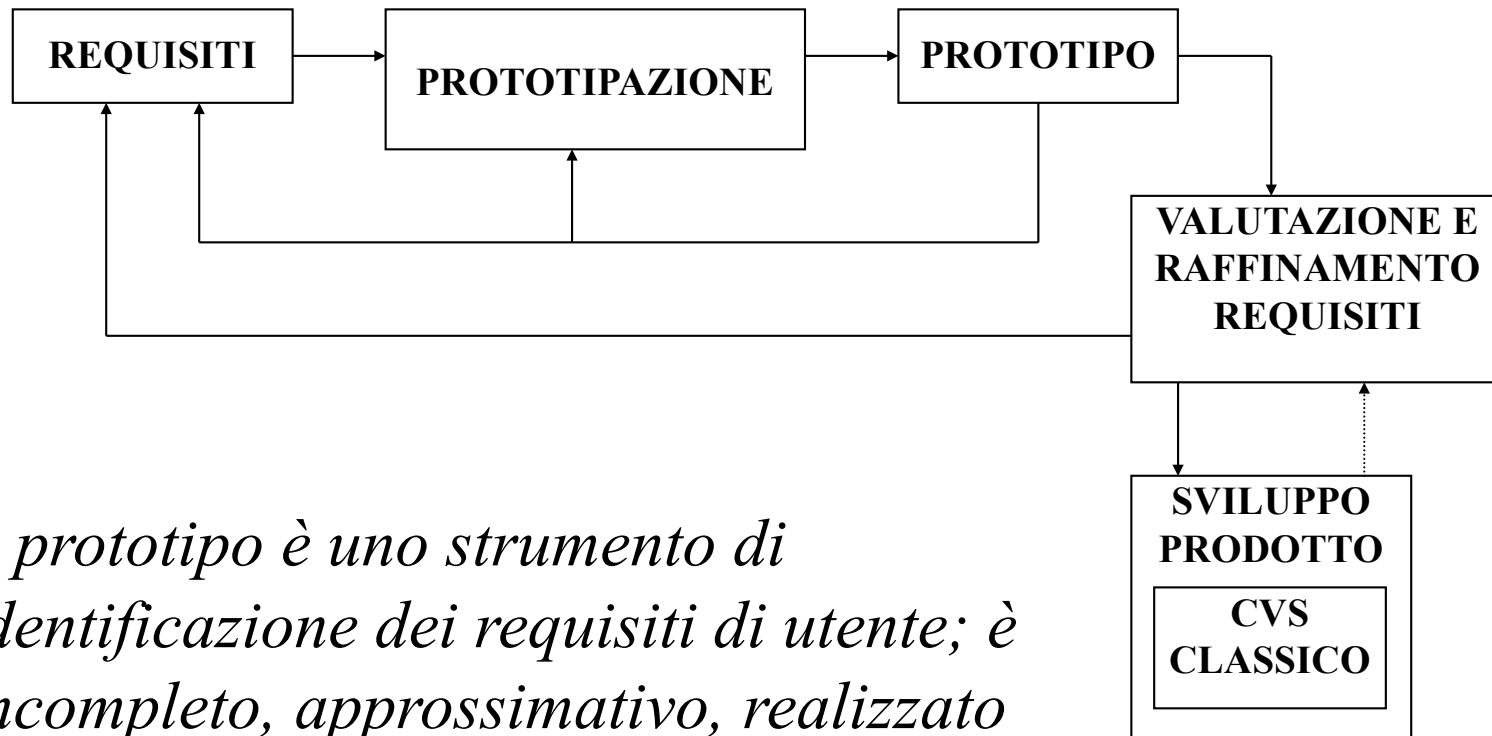 REQUISITI
PROTOTIPAZIONE
PROTOTIPO
VALUTAZIONE E
RAFFINAMENTO
REQUISITI
SVILUPPO
PRODOTTO
CVS
CLASSICO
prototipo è uno strumento di
dentificazione dei requisiti di utente; è
ncompleto, approssimativo, realizzato